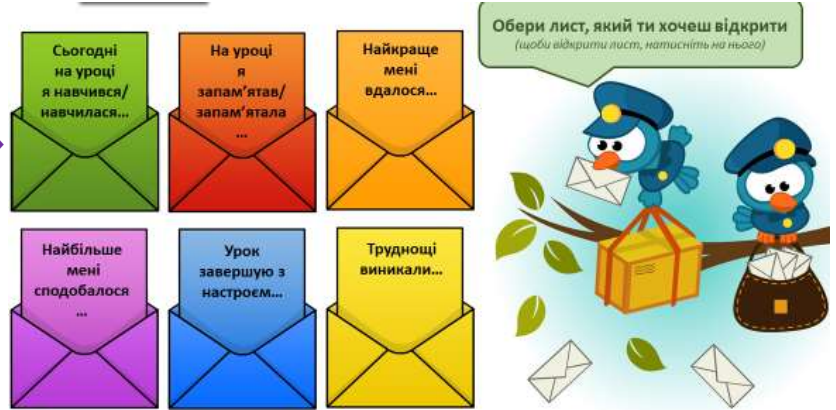 Сьогодні
на уроці
я навчився/
навчилася...
На уроці
я
запам’ятав/
запам’ятала
...
Найкраще
мені
вдалося...
Обери лист, який ти хочеш відкрити
(щоби відкрити лист, натисніть на нього)
Найбільше
мені
сподобалося
...
Урок
завершую з
настроєм...
Труднощі
виникали...